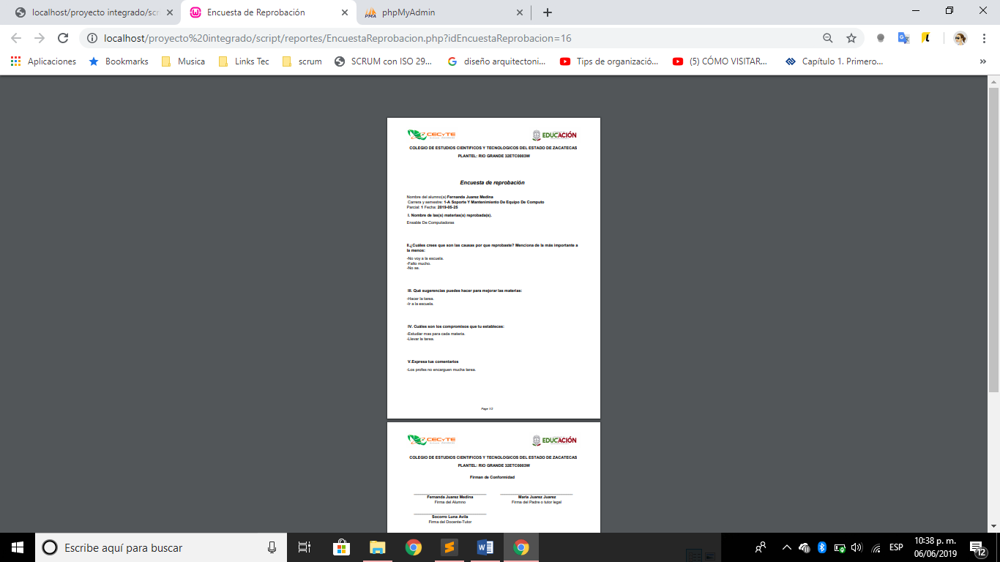 localhost/proyecto integrado/scr
Encuesta de Reprobación
phpMyAdmin
localhost/proyecto%20integrado/script/reportes/EncuestaReprobacion.php?idEncuestaReprobacion=16
Aplicaciones
Bookmarks
Musica
Links Tec
scrum
SCRUM con ISO 29...
diseño arquitectoni...
Tips de organizació...
(5) CÓMO VISITAR...
Capítulo 1. Primero...
»
CECyTE
EDUCACIÓN
COLEGIO DE ESTUDIOS CIENTIFICOS Y TECNOLOGICOS DEL ESTADO DE ZACATECAS
PLANTEL: RIO GRANDE 32ETC0003W
Encuesta de reprobación
Nombre del alumno(a) Fernanda Juarez Medina
Carrera y semestre: 1-A Soporte Y Mantenimiento De Equipo De Computo
Parcial: 1 Fecha: 2019-05-25
I. Nombre de las(s) materias(s) reprobada(s).
Ensable De Computadoras
II.¿Cuáles crees que son las causas por que reprobaste? Menciona de la más importante a
la menos:
-No voy a la escuela.
-Falto mucho.
-No se.
III. Qué sugerencias puedes hacer para mejorar las materias:
-Hacer la tarea.
-Ir a la escuela.
IV. Cuáles son los compromisos que tu estableces:
-Estudiar mas para cada materia.
-Llevar la tarea.
V.Expresa tus comentarios
-Los profes no encarguen mucha tarea.
Página 1/2
CECyTE
EDUCACIÓN
COLEGIO DE ESTUDIOS CIENTIFICOS Y TECNOLOGICOS DEL ESTADO DE ZACATECAS
PLANTEL: RIO GRANDE 32ETC0003W
Firman de Conformidad
Fernanda Juarez Medina
Firma del Alumno
Maria Juarez Juarez
Firma del Padre o tutor legal
Socorro Luna Avila
Firma del Docente-Tutor
Escribe aquí para buscar
ESP
10:38 p. m.
06/06/2019
12